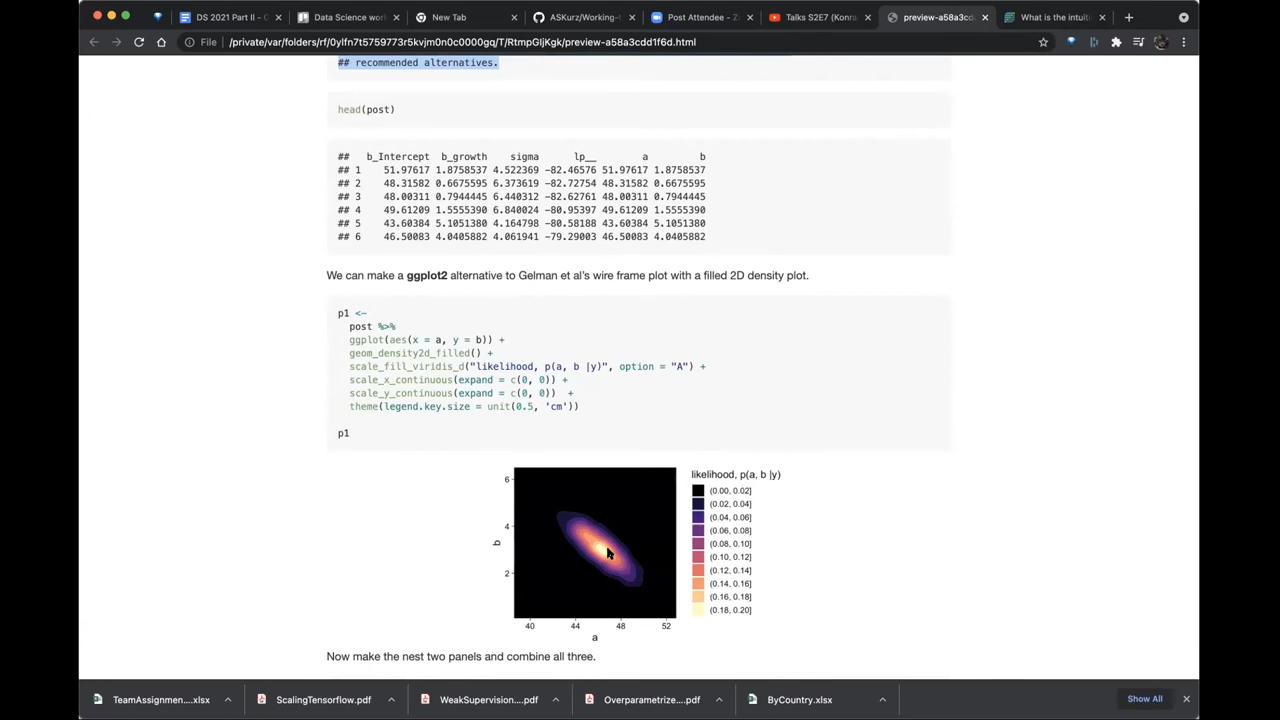 DS 2021 Part II - G
Data Science wor
New Tab
ASKurz/Working-
Post Attendee - Z
Talks S2E7 (Konra
preview-a58a3cd
What is the intuit
File
/private/var/folders/rf/0ylfn7t5759773r5kvjm0n0c0000gq/T/RtmpGIjKgk/preview-a58a3cdd1f6d.html
## recommended alternatives.
head(post)
## b_Intercept b_growth sigma lp__ a b
## 1 51.97617 1.8758537 4.522369 -82.46576 51.97617 1.8758537
## 2 48.31582 0.6675595 6.373619 -82.72754 48.31582 0.6675595
## 3 48.00311 0.7944445 6.440312 -82.62761 48.00311 0.7944445
## 4 49.61209 1.5555390 6.840024 -80.95397 49.61209 1.5555390
## 5 43.60384 5.1051380 4.164798 -80.58188 43.60384 5.1051380
## 6 46.50083 4.0405882 4.061941 -79.29003 46.50083 4.0405882
We can make a ggplot2 alternative to Gelman et al's wire frame plot with a filled 2D density plot.
p1 <-
post %>%
ggplot(aes(x = a, y = b)) +
geom_density2d_filled() +
scale_fill_viridis_d("likelihood, p(a, b |y)", option = "A") +
scale_x_continuous(expand = c(0, 0)) +
scale_y_continuous(expand = c(0, 0)) +
theme(legend.key.size = unit(0.5, 'cm'))
p1
likelihood, p(a, b |y)
(0.00, 0.02]
(0.02, 0.04]
(0.04, 0.06]
(0.06, 0.08]
(0.08, 0.10]
(0.10, 0.12]
(0.12, 0.14]
(0.14, 0.16]
(0.16, 0.18]
(0.18, 0.20]
6
4
2
b
40 44 48 52
a
Now make the nest two panels and combine all three.
TeamAssignmen....xlsx
ScalingTensorflow.pdf
WeakSupervision....pdf
Overparametrize....pdf
ByCountry.xlsx
Show All